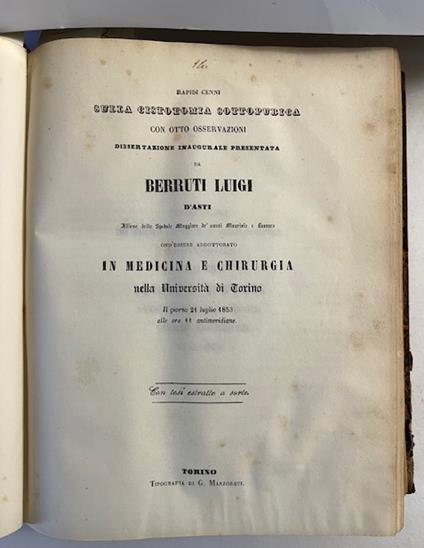 RAPIDI CENNI
SULLA CISTOTOMIA SOTTOPUBICA
CON OTTO OSSERVAZIONI
DISSERTAZIONE INAUGURALE PRESENTATA
DA
BERRUTI LUIGI
D'ASTI
Allievo dello Spedale Maggiore de' santi Maurizio e Lazzaro
OND'ESSERE ADDOTTORATO
IN MEDICINA E CHIRURGIA
nella Università di Torino
Il giorno 21 luglio 1853
alle ore 11 antimeridiane.
Con tesi estratte a sorte.
TORINO
TIPOGRAFIA DI G. MARZORATI.